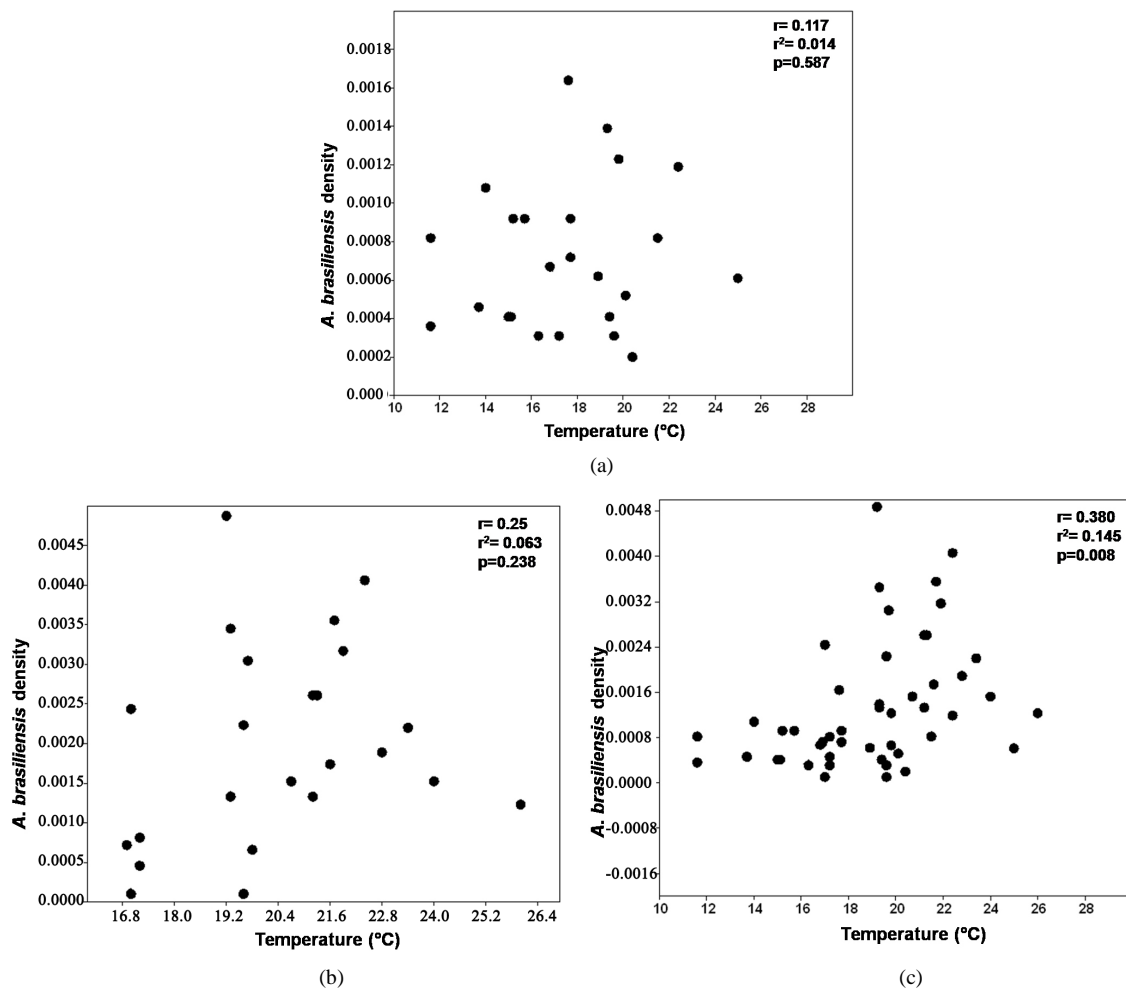 r= 0.117
r²= 0.014
p=0.587
A. brasiliensis density
0.0018
0.0016
0.0014
0.0012
0.0010
0.0008
0.0006
0.0004
0.0002
0.000
10 12 14 16 18 20 22 24 26 28
Temperature (ºC)
(a)
r= 0.25
r²= 0.063
p=0.238
A. brasiliensis density
0.0045
0.0040
0.0035
0.0030
0.0025
0.0020
0.0015
0.0010
0.0005
0.0000
16.8 18.0 19.2 20.4 21.6 22.8 24.0 25.2 26.4
Temperature (ºC)
(b)
r= 0.380
r²= 0.145
p=0.008
A. brasiliensis density
0.0048
0.0040
0.0032
0.0024
0.0016
0.0008
0.0000
-0.0008
-0.0016
10 12 14 16 18 20 22 24 26 28
Temperature (ºC)
(c)